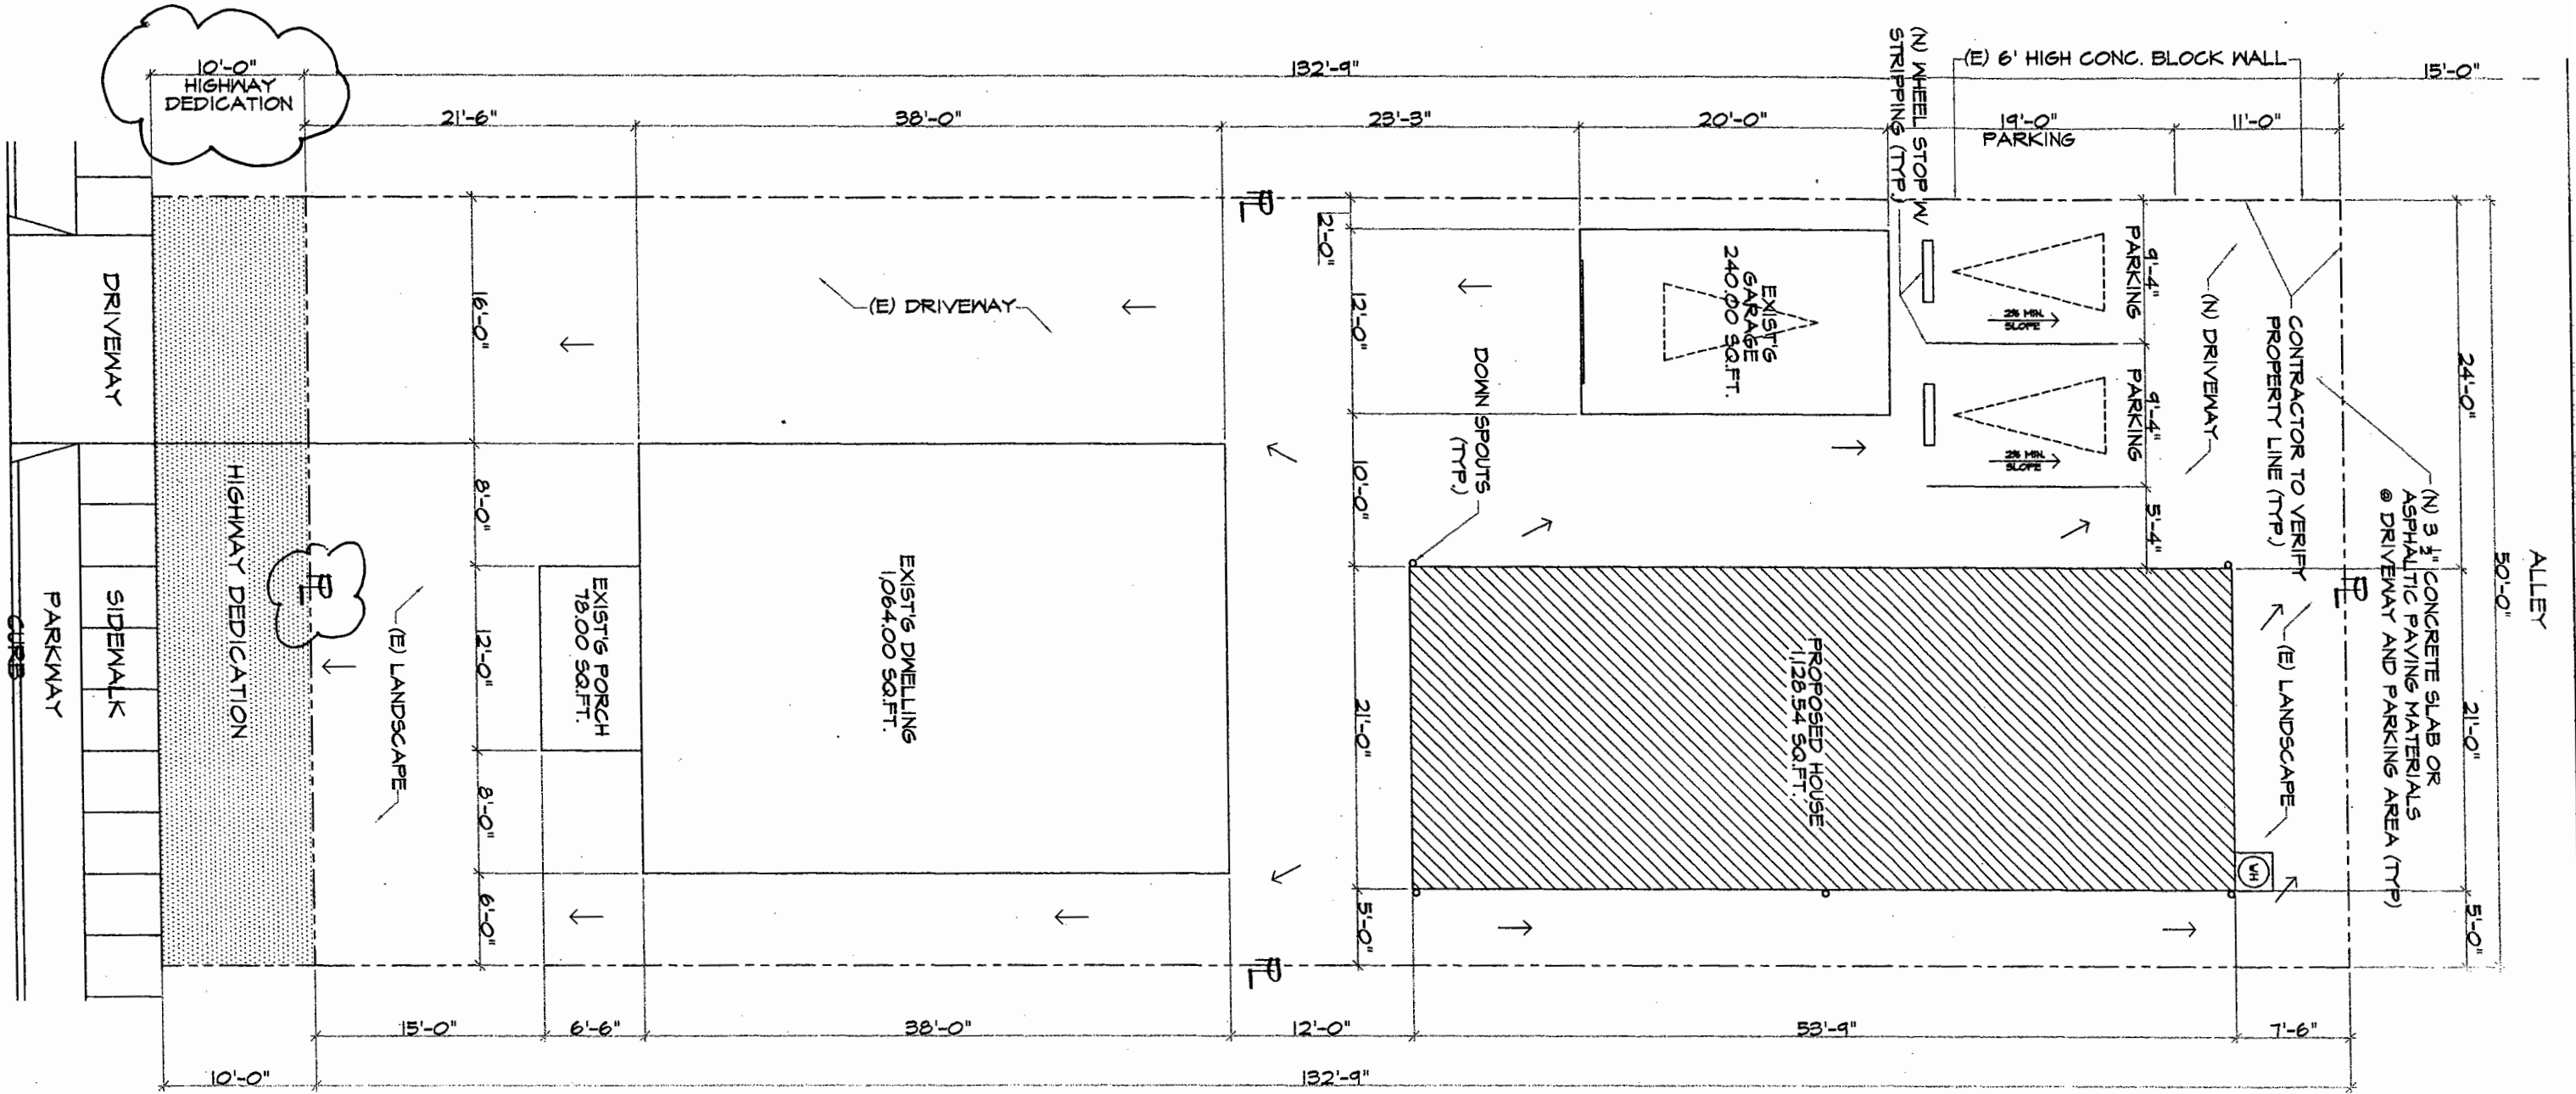 10'-0"
HIGHWAY
DEDICATION
132'-9"
(N) WHEEL STOP W
STRIPPING (TYP.)
(E) 6' HIGH CONC. BLOCK WALL
15'-0"
21'-6"
38'-0"
23'-3"
20'-0"
19'-0"
PARKING
11'-0"
DRIVEWAY
HIGHWAY DEDICATION
SIDEWALK
PARKWAY
CURB
PL
16'-0"
8'-0"
12'-0"
8'-0"
6'-0"
(E) DRIVEWAY
(E) LANDSCAPE
EXIST'G PORCH
78.00 SQ.FT.
EXIST'G DWELLING
1,064.00 SQ.FT.
PL
PL
2'-0"
12'-0"
10'-0"
21'-0"
5'-0"
EXIST'G
GARAGE
240.00 SQ.FT.
DOWN SPOUTS
(TYP.)
PARKING
9'-4"
2% MIN.
SLOPE
PARKING
9'-4"
2% MIN.
SLOPE
5'-4"
(N) DRIVEWAY
CONTRACTOR TO VERIFY
PROPERTY LINE (TYP.)
PROPOSED HOUSE
1,128.54 SQ.FT.
(E) LANDSCAPE
WH
PL
(N) 3 1/2" CONCRETE SLAB OR
ASPHALTIC PAVING MATERIALS
@ DRIVEWAY AND PARKING AREA (TYP)
24'-0"
21'-0"
5'-0"
50'-0"
ALLEY
15'-0"
6'-6"
38'-0"
12'-0"
53'-9"
7'-6"
10'-0"
132'-9"